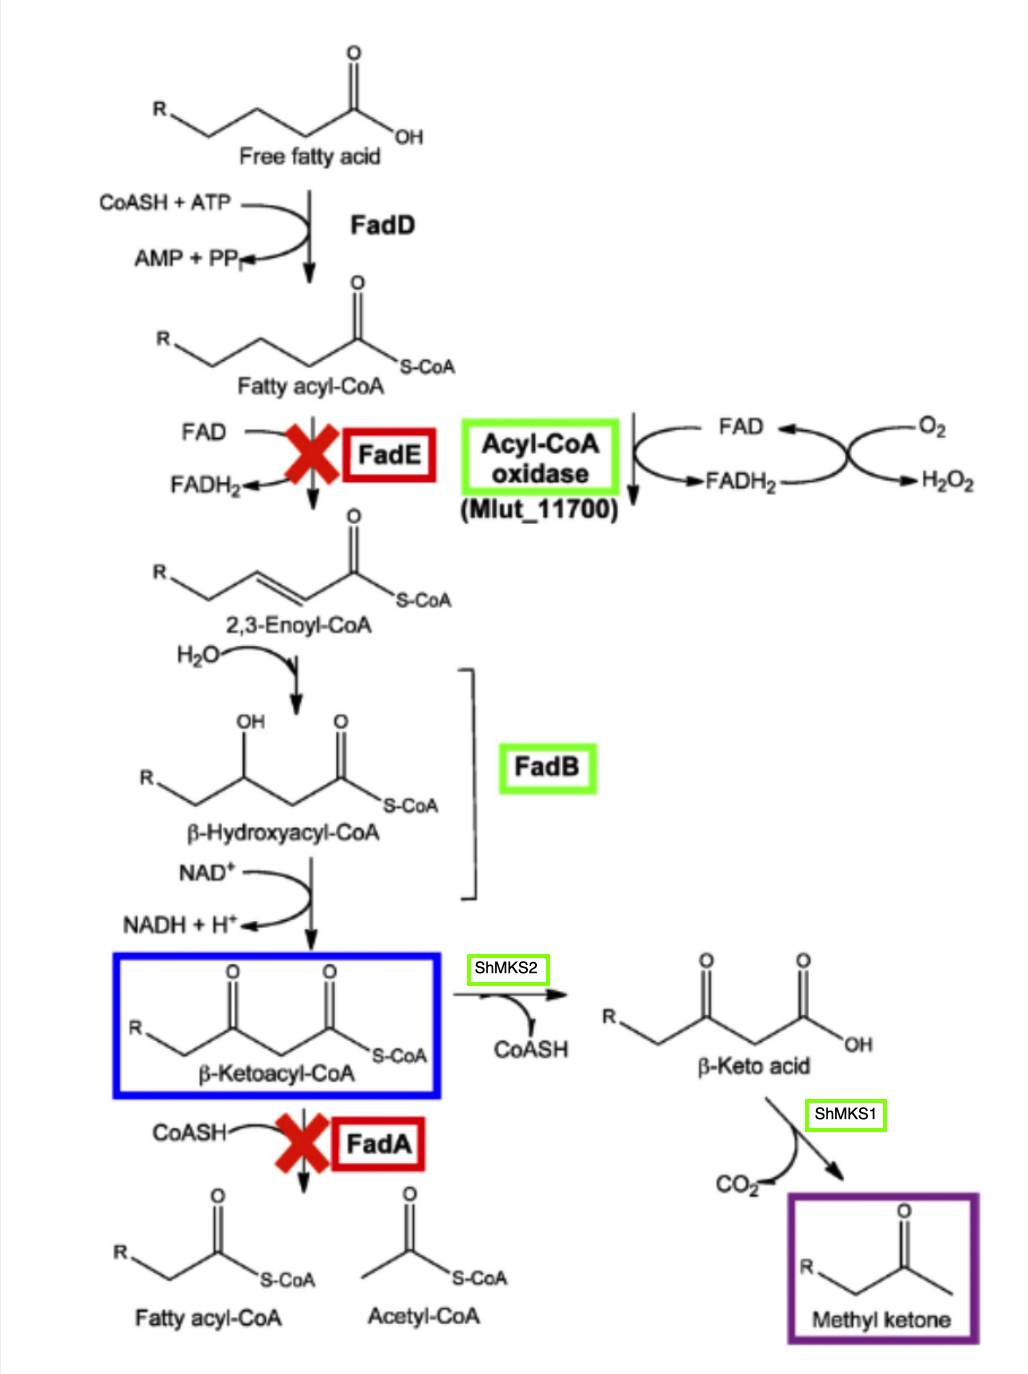 O
R
OH
Free fatty acid
CoASH + ATP
FadD
AMP + PPi
O
R
S-CoA
Fatty acyl-CoA
FAD
FadE
FADH2
Acyl-CoA
oxidase
(Mlut_11700)
FAD
O2
FADH2
H2O2
O
R
S-CoA
2,3-Enoyl-CoA
H2O
OH
O
R
S-CoA
β-Hydroxyacyl-CoA
FadB
NAD+
NADH + H+
O
O
R
S-CoA
β-Ketoacyl-CoA
ShMKS2
CoASH
O
O
R
OH
β-Keto acid
CoASH
FadA
ShMKS1
CO2
O
R
S-CoA
Fatty acyl-CoA
O
S-CoA
Acetyl-CoA
O
R
Methyl ketone